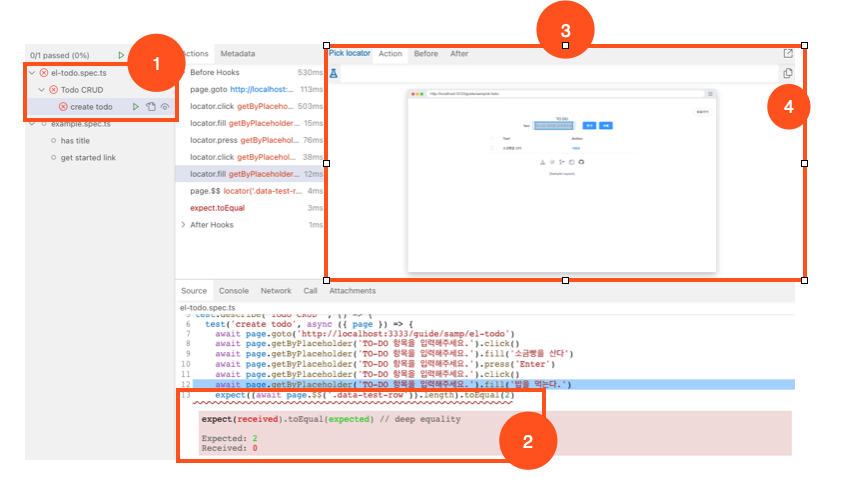 3
0/1 passed (0%)
1
ctions
Metadata
Pick locator
Action
Before
After
el-todo.spec.ts
Todo CRUD
create todo
example.spec.ts
has title
get started link
Before Hooks 530ms
page.goto http://localhost:... 113ms
locator.click getByPlaceho... 503ms
locator.fill getByPlaceholder... 15ms
locator.press getByPlacehol... 76ms
locator.click getByPlacehol... 38ms
locator.fill getByPlaceholder... 12ms
page.$$ locator('.data-test-r... 4ms
expect.toEqual 3ms
After Hooks 1ms
4
http://localhost:3333/guide/samp/el-todo
TO-DO
Source
Console
Network
Call
Attachments
el-todo.spec.ts
5 test.describe('Todo CRUD', () => {
6 test('create todo', async ({ page }) => {
7 await page.goto('http://localhost:3333/guide/samp/el-todo')
8 await page.getByPlaceholder('TO-DO 항목을 입력해주세요.').click()
9 await page.getByPlaceholder('TO-DO 항목을 입력해주세요.').fill('소금빵을 산다')
10 await page.getByPlaceholder('TO-DO 항목을 입력해주세요.').press('Enter')
11 await page.getByPlaceholder('TO-DO 항목을 입력해주세요.').click()
12 await page.getByPlaceholder('TO-DO 항목을 입력해주세요.').fill('밥을 먹는다.')
13 expect((await page.$$('.data-test-row')).length).toEqual(2)
expect(received).toEqual(expected) // deep equality
Expected: 2
Received: 0
2